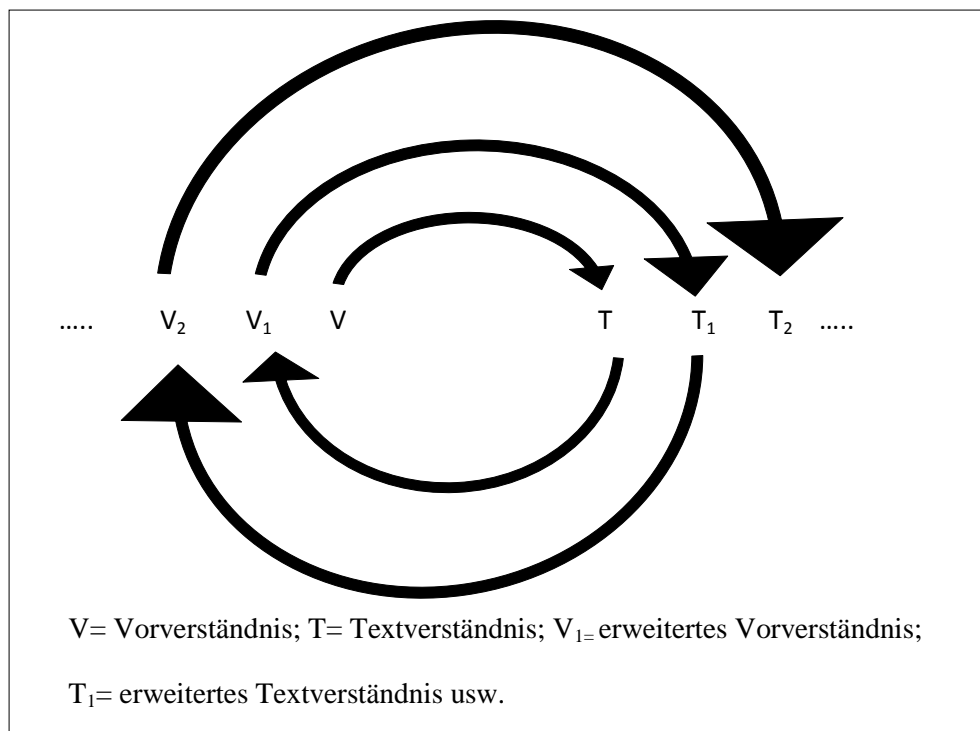 ..... V₂ V₁ V T T₁ T₂ .....
V= Vorverständnis; T= Textverständnis; V₁₌ erweitertes Vorverständnis;
T₁= erweitertes Textverständnis usw.